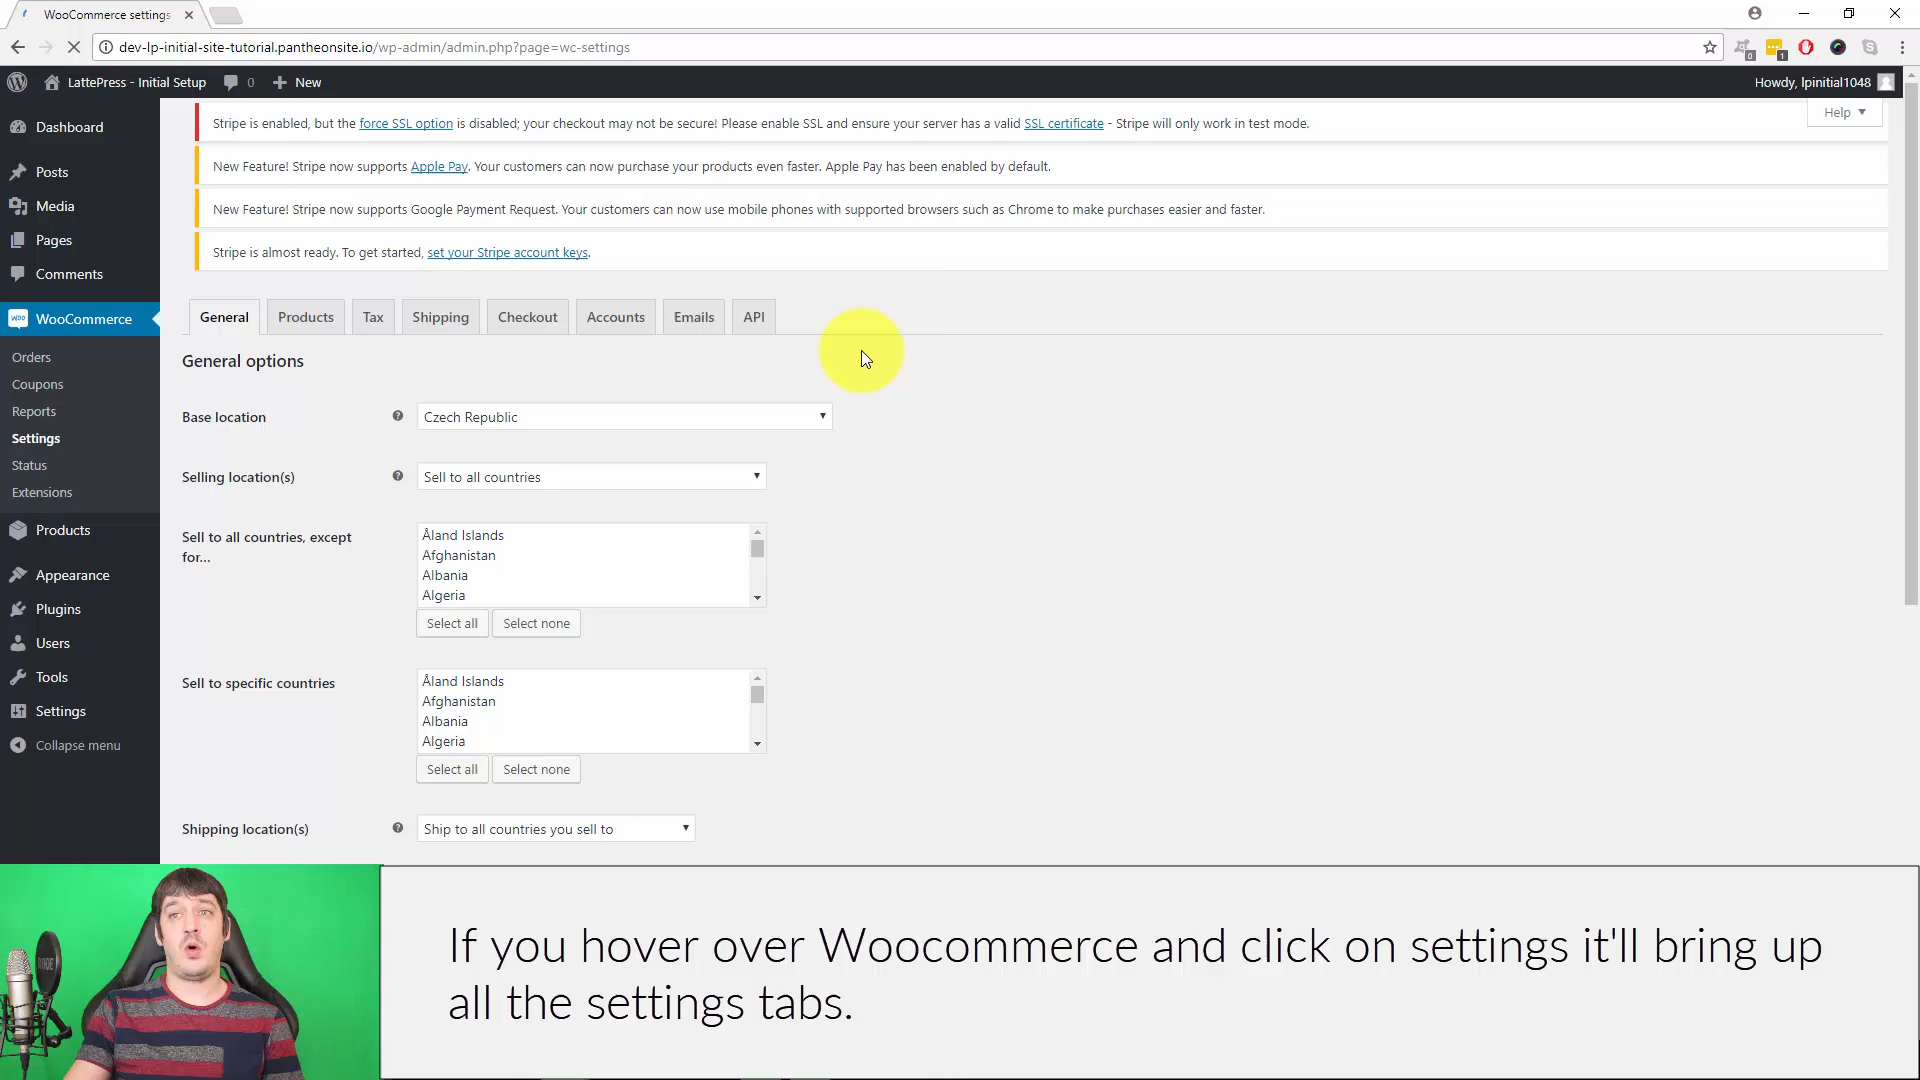 WooCommerce settings
dev-lp-initial-site-tutorial.pantheonsite.io/wp-admin/admin.php?page=wc-settings
0
1
LattePress - Initial Setup
0
New
Howdy, lpinitial1048
Help
Dashboard
Posts
Media
Pages
Comments
WooCommerce
Orders
Coupons
Reports
Settings
Status
Extensions
Products
Appearance
Plugins
Users
Tools
Settings
Collapse menu
Stripe is enabled, but the force SSL option is disabled; your checkout may not be secure! Please enable SSL and ensure your server has a valid SSL certificate - Stripe will only work in test mode.
New Feature! Stripe now supports Apple Pay. Your customers can now purchase your products even faster. Apple Pay has been enabled by default.
New Feature! Stripe now supports Google Payment Request. Your customers can now use mobile phones with supported browsers such as Chrome to make purchases easier and faster.
Stripe is almost ready. To get started, set your Stripe account keys.
General Products Tax Shipping Checkout Accounts Emails API
General options
Base location
Czech Republic
Selling location(s)
Sell to all countries
Sell to all countries, except
for...
Åland Islands
Afghanistan
Albania
Algeria
Select all Select none
Sell to specific countries
Åland Islands
Afghanistan
Albania
Algeria
Select all Select none
Shipping location(s)
Ship to all countries you sell to
RODE
If you hover over Woocommerce and click on settings it'll bring up
all the settings tabs.